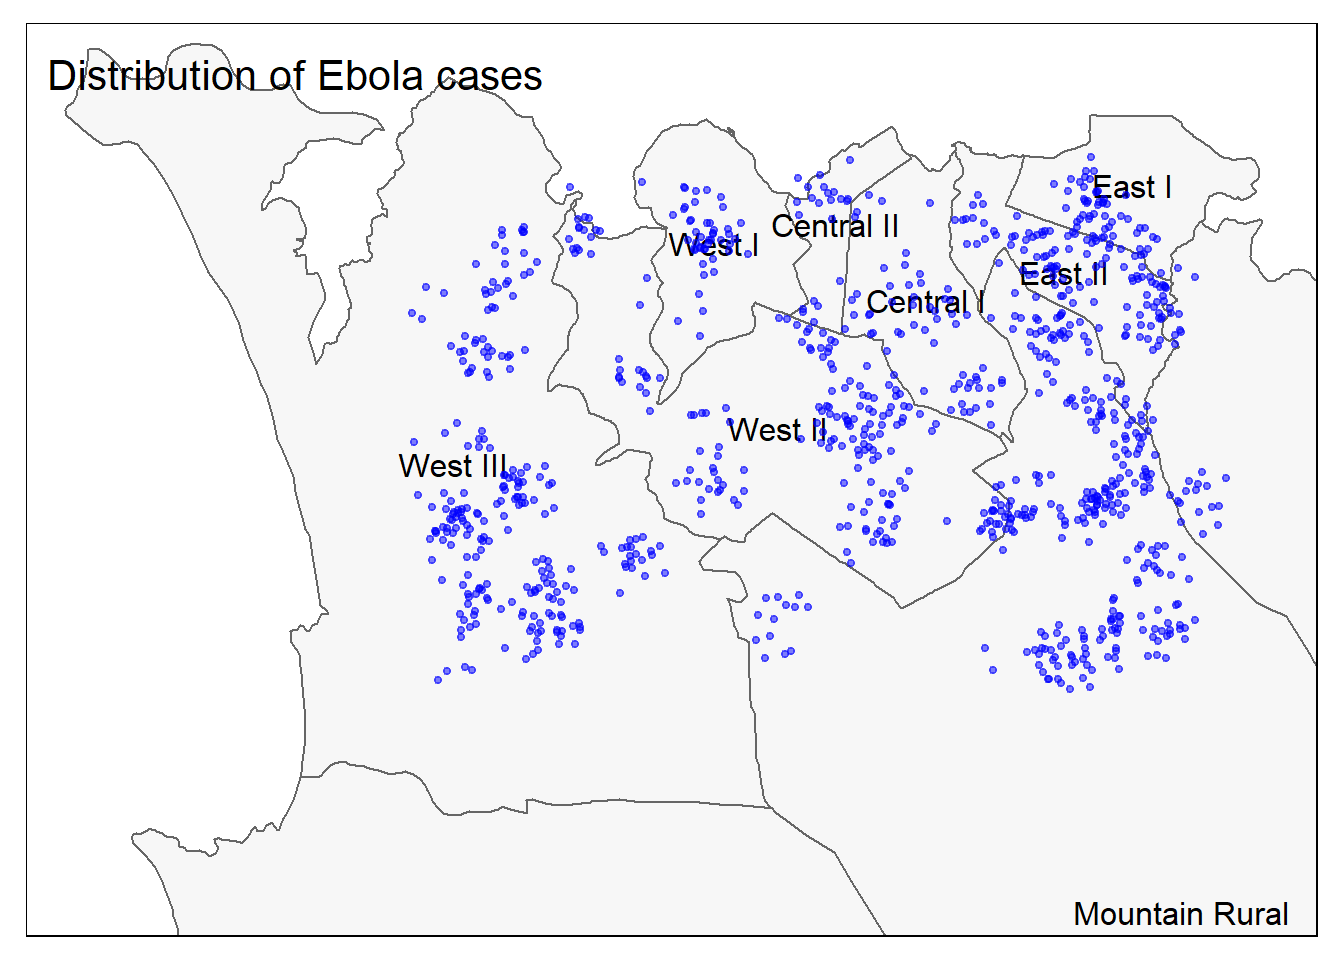 Distribution of Ebola cases
East I
Central II
West I
East II
Central I
West II
West III
Mountain Rural